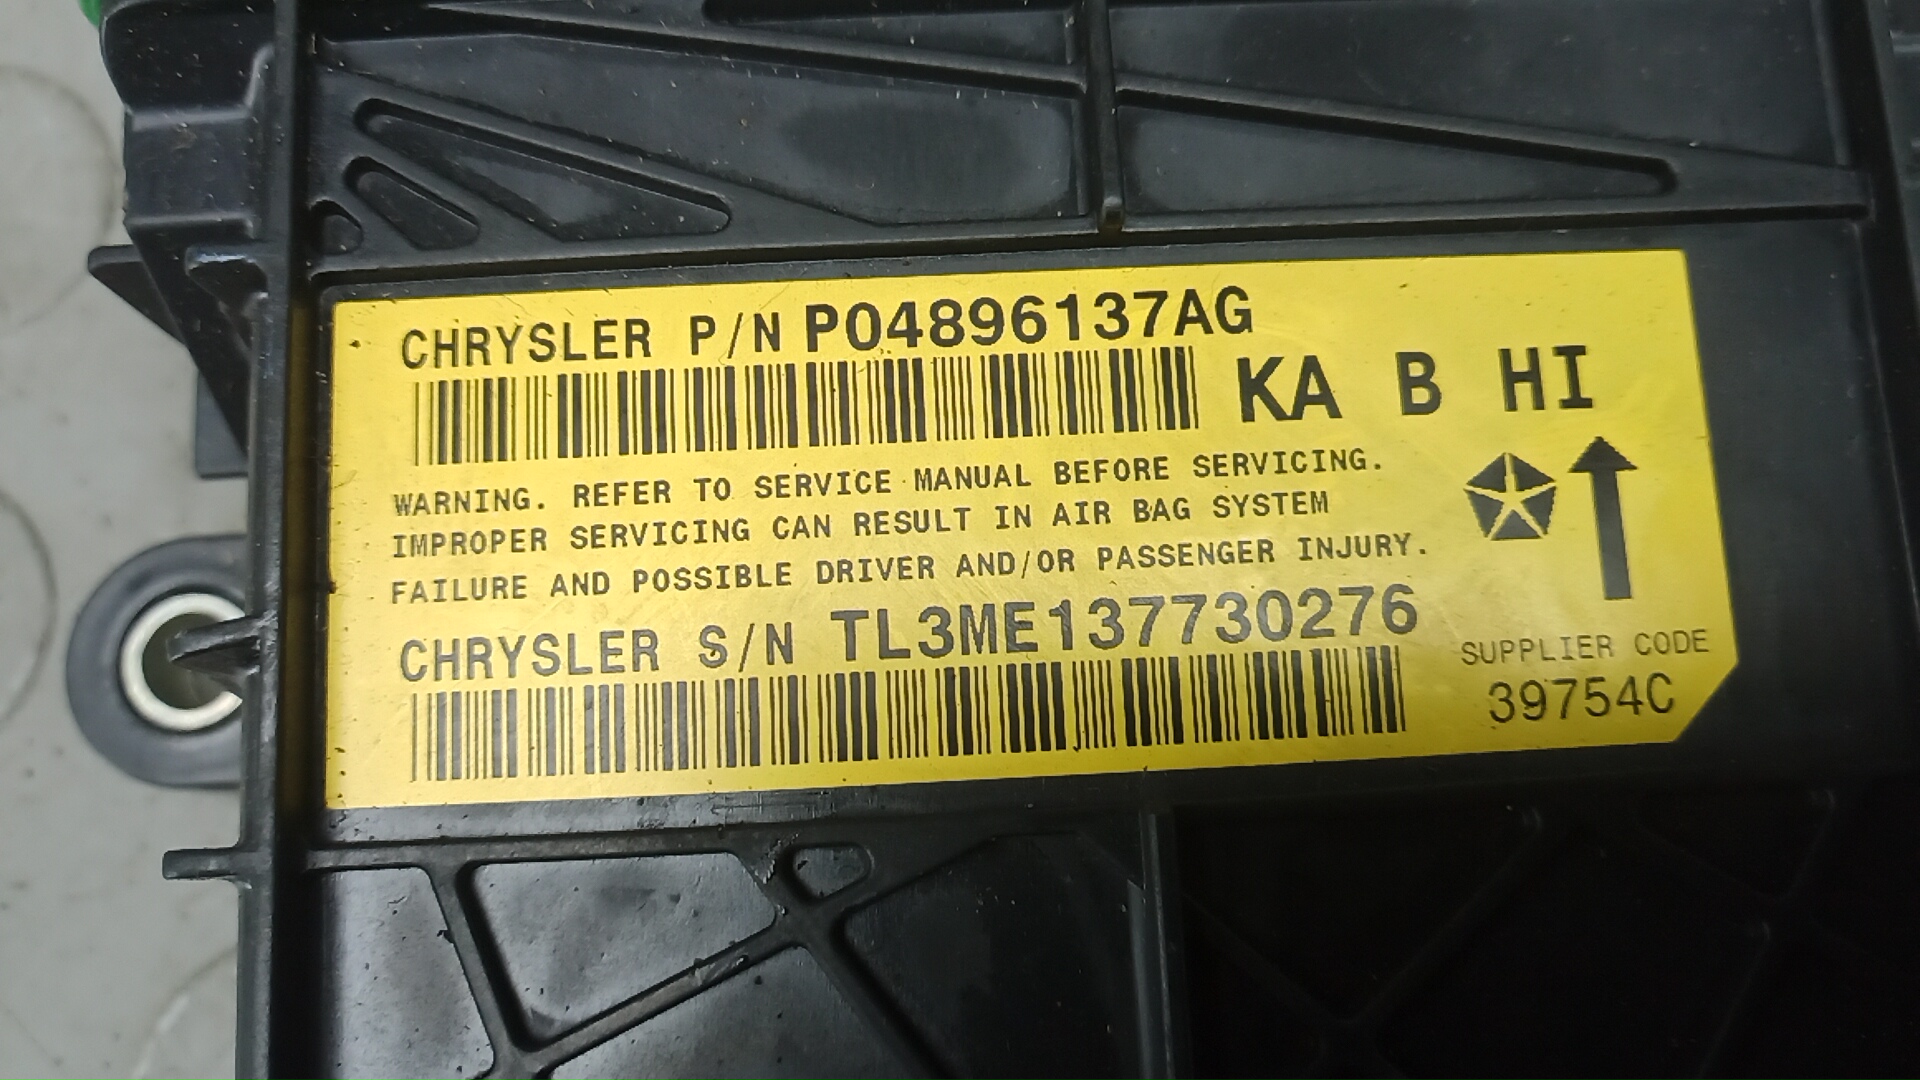 CHRYSLER P/N P04896137AG
KA B HI
WARNING. REFER TO SERVICE MANUAL BEFORE SERVICING.
IMPROPER SERVICING CAN RESULT IN AIR BAG SYSTEM
FAILURE AND POSSIBLE DRIVER AND/OR PASSENGER INJURY.
CHRYSLER S/N TL3ME137730276
SUPPLIER CODE
39754C